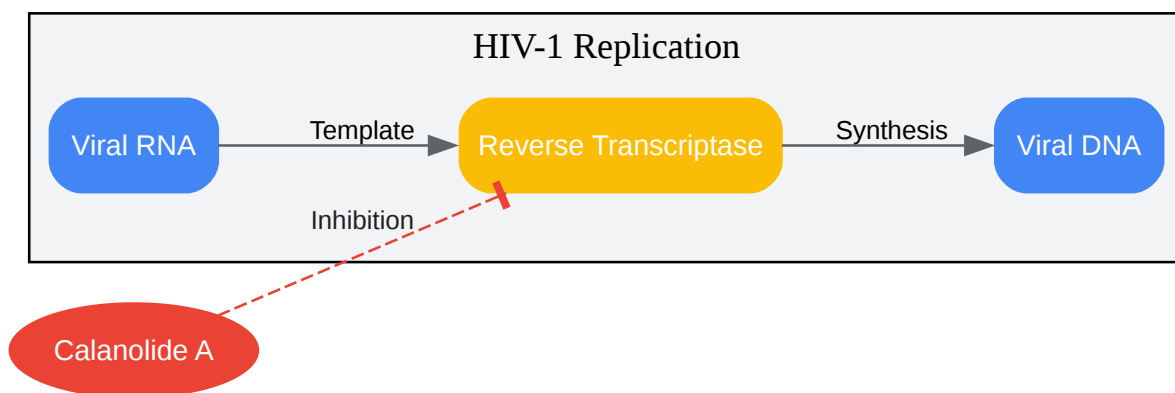 HIV-1 Replication
Viral RNA
Template
Reverse Transcriptase
Synthesis
Viral DNA
Inhibition
Calanolide A